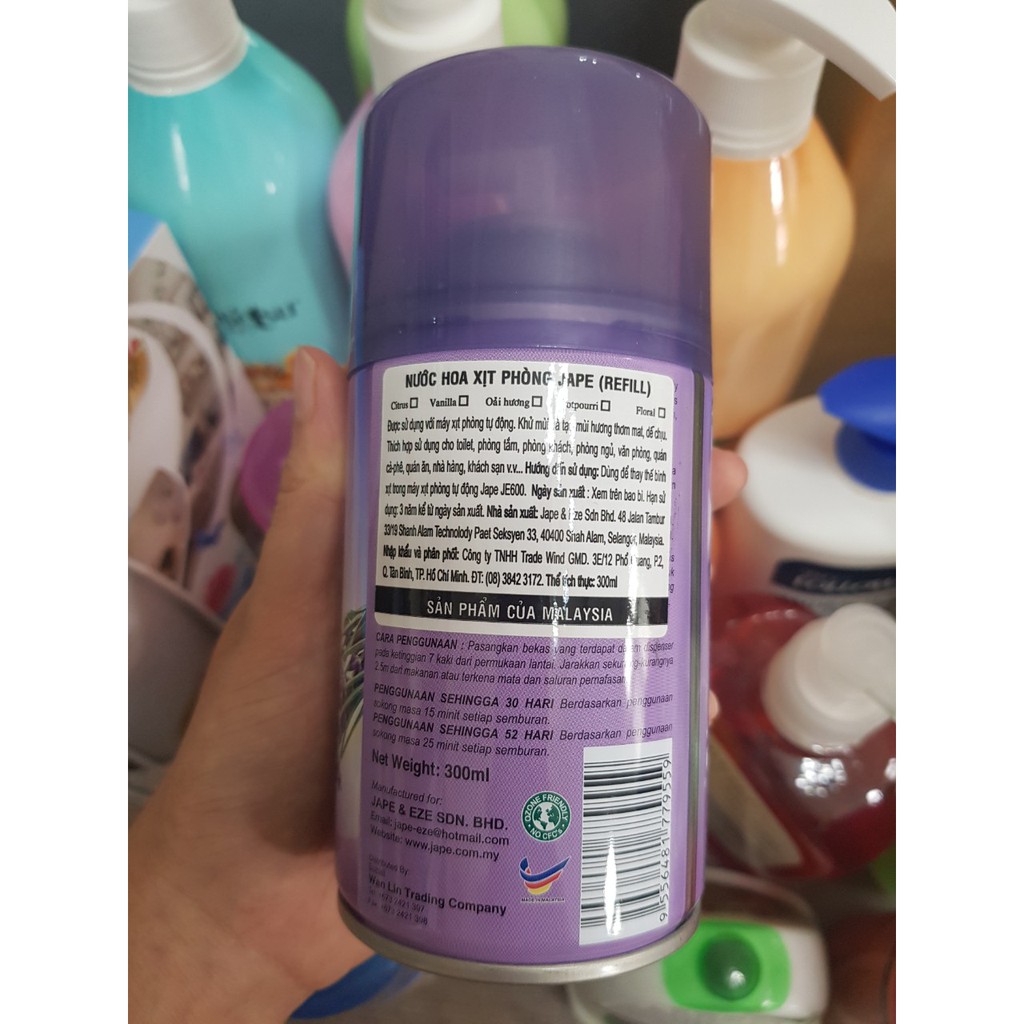 NƯỚC HOA XỊT PHÒNG JAPE (REFILL)
Citrus☐ Vanilla☐ Oải hương☐ Potpourri☐ Floral☐
Được sử dụng với máy xịt phòng tự động. Khử mùi và tạo mùi hương thơm mát, dễ chịu.
Thích hợp sử dụng cho toilet, phòng tắm, phòng khách, phòng ngủ, văn phòng, quán
cà-phê, quán ăn, nhà hàng, khách sạn v.v... Hướng dẫn sử dụng: Dùng để thay thế bình
xịt trong máy xịt phòng tự động Jape JE600. Ngày sản xuất : Xem trên bao bì. Hạn sử
dụng: 3 năm kể từ ngày sản xuất. Nhà sản xuất: Jape & Eze Sdn Bhd. 48 Jalan Tambur
33/19 Shanh Alam Technolody Paet Seksyen 33, 40400 Shah Alam, Selangor, Malaysia.
Nhập khẩu và phân phối: Công ty TNHH Trade Wind GMD. 3E/12 Phổ Quang, P.2,
Q. Tân Bình, TP. Hồ Chí Minh. ĐT: (08) 3842 3172. Thể tích thực: 300ml
SẢN PHẨM CỦA MALAYSIA
CARA PENGGUNAAN : Pasangkan bekas yang terdapat dalam dispenser
pada ketinggian 7 kaki dari permukaan lantai. Jarakkan sekurang-kurangnya
2.5m dari makanan atau terkena mata dan saluran pernafasan.
PENGGUNAAN SEHINGGA 30 HARI Berdasarkan penggunaan
sokong masa 15 minit setiap semburan.
PENGGUNAAN SEHINGGA 52 HARI Berdasarkan penggunaan
sokong masa 25 minit setiap semburan.
Net Weight: 300ml
Manufactured for:
JAPE & EZE SDN. BHD.
Email: jape-eze@hotmail.com
Website: www.jape.com.my
Distributed By:
Wen Lin Trading Company
OZONE FRIENDLY
NO CFC's
MADE IN MALAYSIA
9 556481 779559